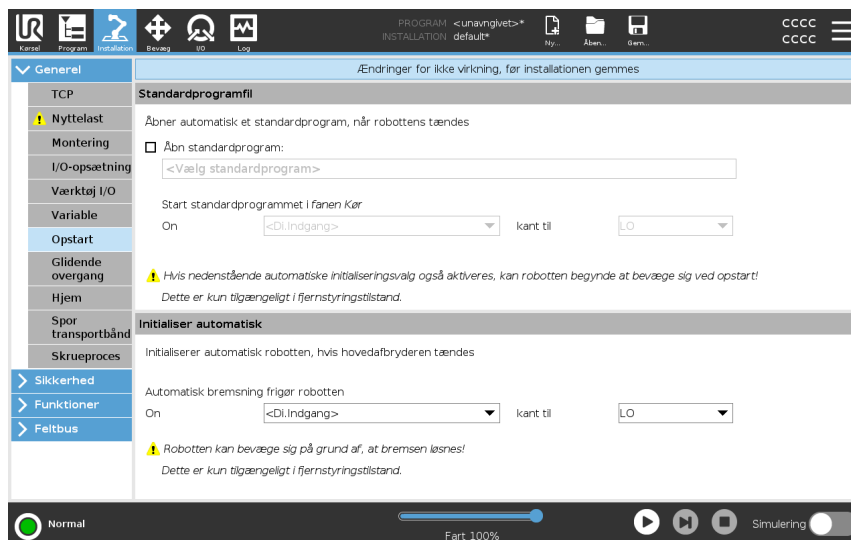 UR
PROGRAM <unavngivet>*
INSTALLATION default*
CCCC
CCCC
Kørsel Program Installation Bevæg I/O Log Ny... Åben... Gem...
Generel
TCP
Nyttelast
Montering
I/O-opsætning
Værktøj I/O
Variable
Opstart
Glidende
overgang
Hjem
Spor
transportbånd
Skrueproces
Sikkerhed
Funktioner
Feltbus
Ændringer for ikke virkning, før installationen gemmes
Standardprogramfil
Åbner automatisk et standardprogram, når robottens tændes
Åbn standardprogram:
<Vælg standardprogram>
Start standardprogrammet i fanen Kør
On <Di.Indgang> kant til LO
Hvis nedenstående automatiske initialiseringsvalg også aktiveres, kan robotten begynde at bevæge sig ved opstart!
Dette er kun tilgængeligt i fjernstyringstilstand.
Initialiser automatisk
Initialiserer automatisk robotten, hvis hovedafbryderen tændes
Automatisk bremsning frigør robotten
On <Di.Indgang> kant til LO
Robotten kan bevæge sig på grund af, at bremsen løsnes!
Dette er kun tilgængeligt i fjernstyringstilstand.
Normal
Fart 100%
Simulering